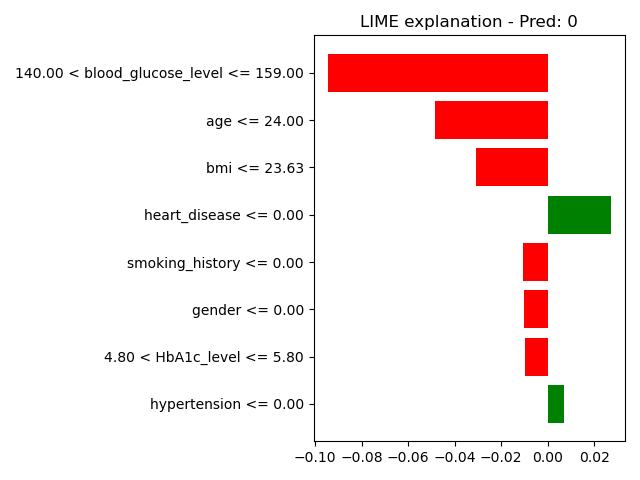 LIME explanation - Pred: 0
140.00 < blood_glucose_level <= 159.00
age <= 24.00
bmi <= 23.63
heart_disease <= 0.00
smoking_history <= 0.00
gender <= 0.00
4.80 < HbA1c_level <= 5.80
hypertension <= 0.00
−0.10 −0.08 −0.06 −0.04 −0.02 0.00 0.02